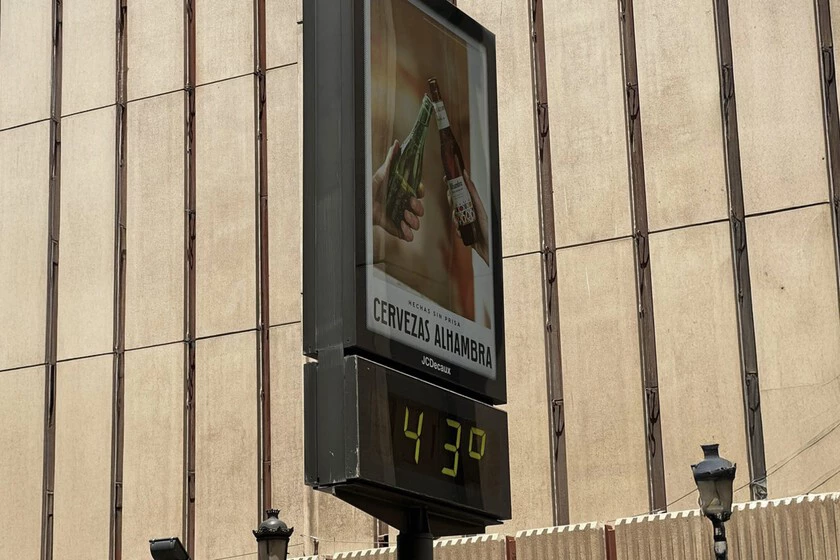 HECHAS SIN PRISA
CERVEZAS ALHAMBRA
JCDecaux
43º